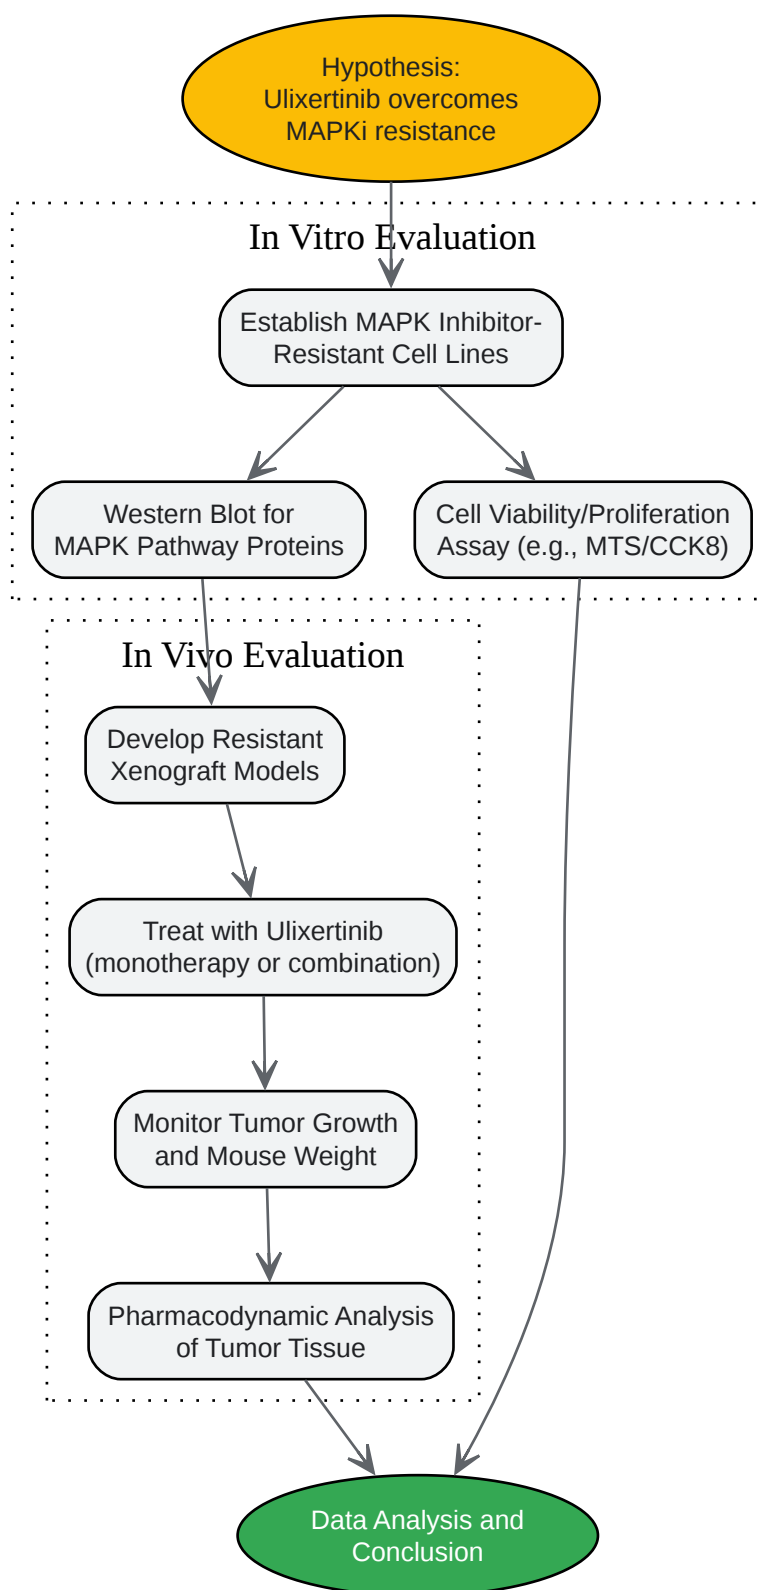 Hypothesis:
Ulixertinib overcomes
MAPKi resistance
In Vitro Evaluation
Establish MAPK Inhibitor-
Resistant Cell Lines
Western Blot for
MAPK Pathway Proteins
Cell Viability/Proliferation
Assay (e.g., MTS/CCK8)
In Vivo Evaluation
Develop Resistant
Xenograft Models
Treat with Ulixertinib
(monotherapy or combination)
Monitor Tumor Growth
and Mouse Weight
Pharmacodynamic Analysis
of Tumor Tissue
Data Analysis and
Conclusion